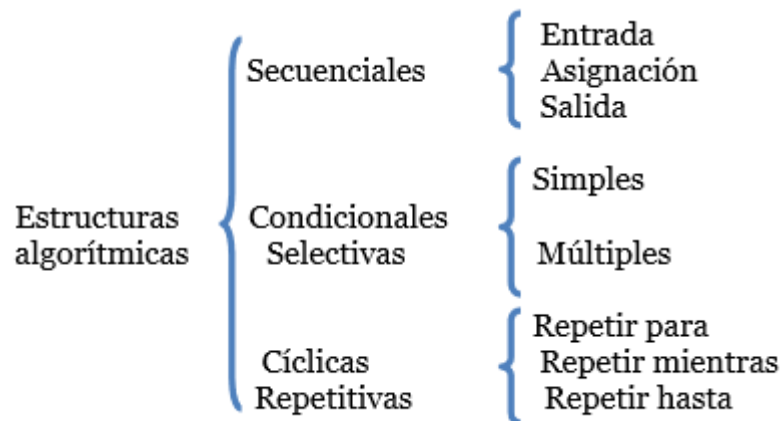 Estructuras
algorítmicas
Secuenciales
Entrada
Asignación
Salida
Condicionales
Selectivas
Simples
Múltiples
Cíclicas
Repetitivas
Repetir para
Repetir mientras
Repetir hasta